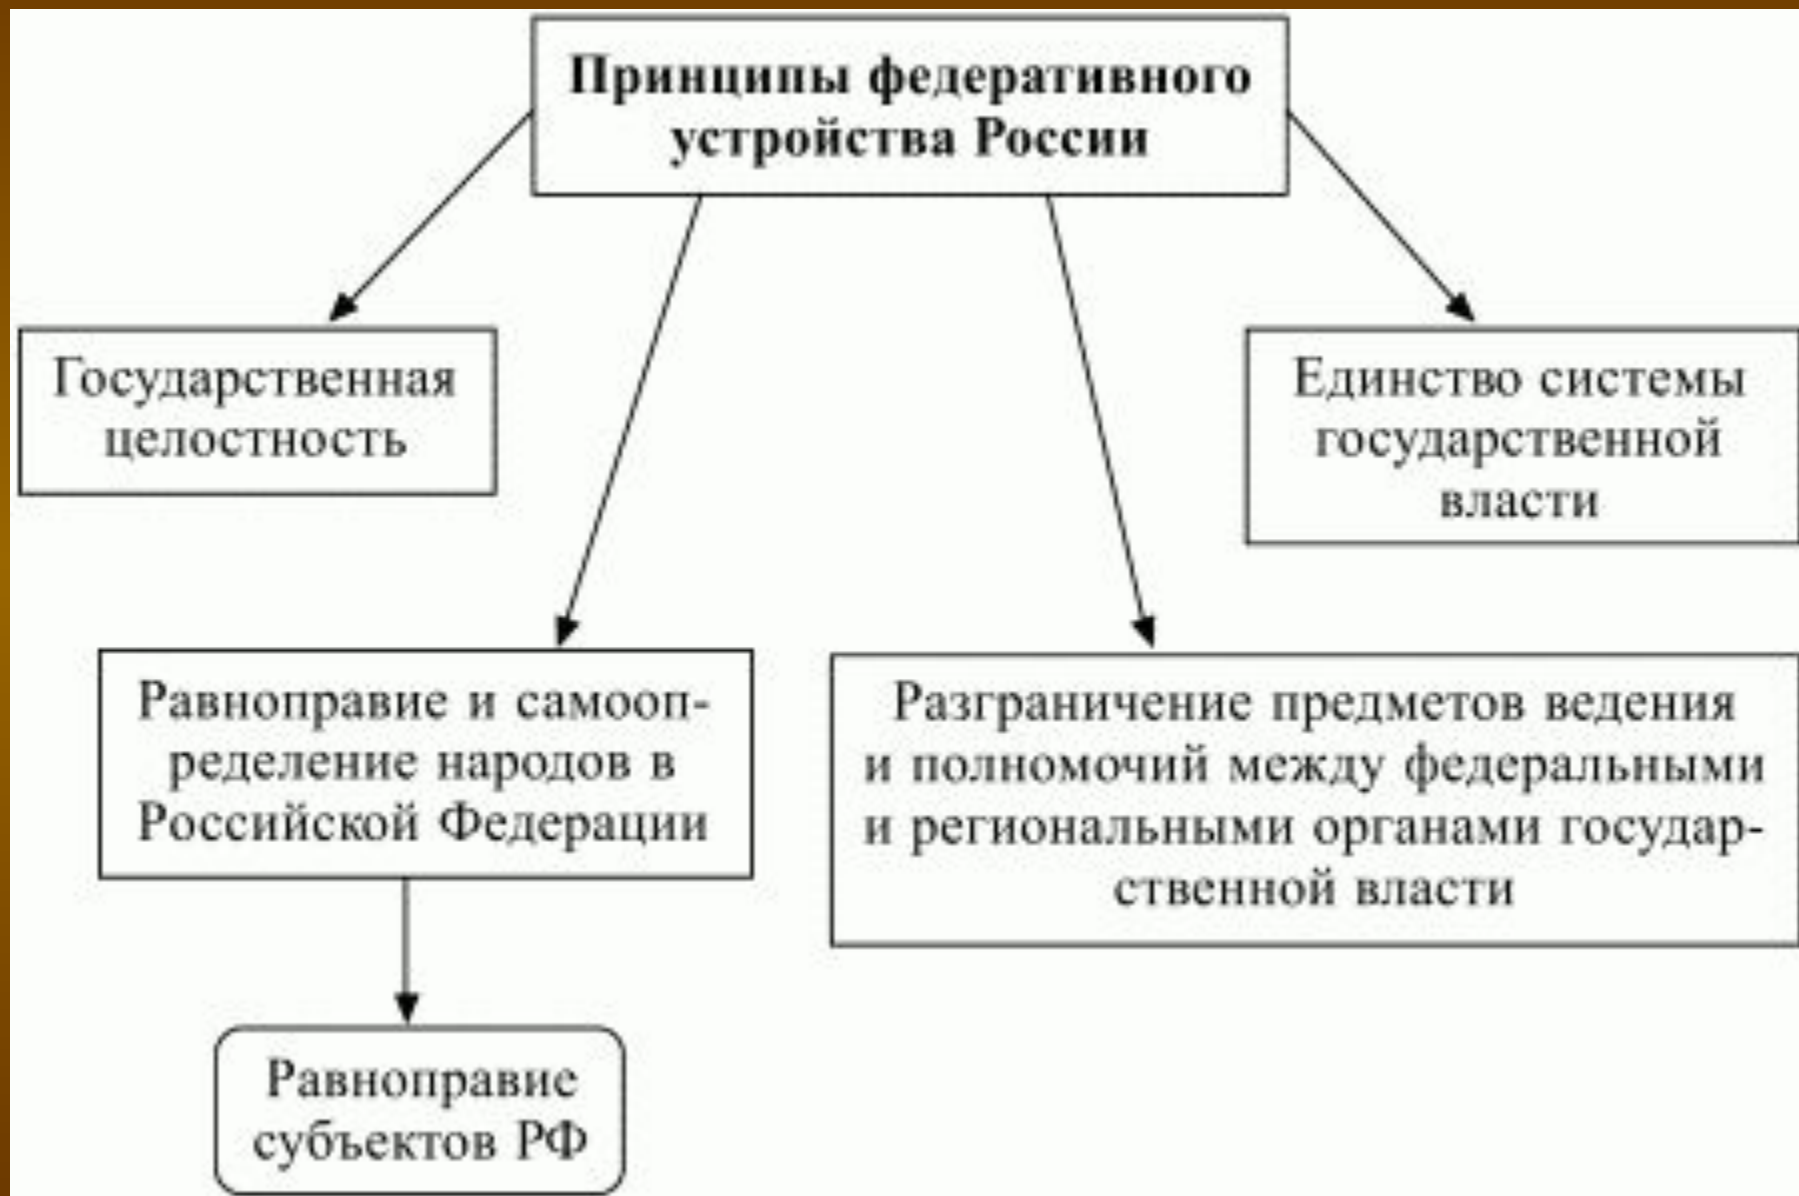 Принципы федеративного
устройства России
Государственная
целостность
Единство системы
государственной
власти
Равноправие и самооп-
ределение народов в
Российской Федерации
Разграничение предметов ведения
и полномочий между федеральными
и региональными органами государ-
ственной власти
Равноправие
субъектов РФ